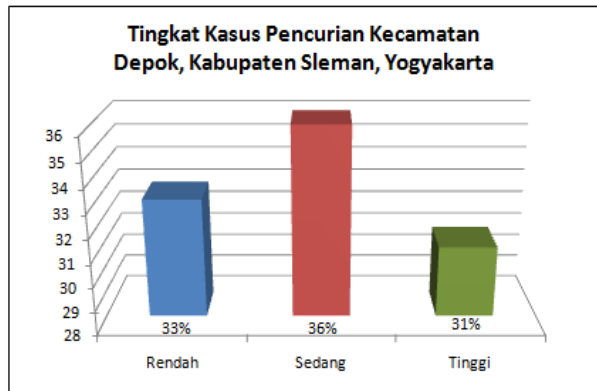 Tingkat Kasus Pencurian Kecamatan
Depok, Kabupaten Sleman, Yogyakarta
36
35
34
33
32
31
30
29
28
33%
36%
31%
Rendah
Sedang
Tinggi